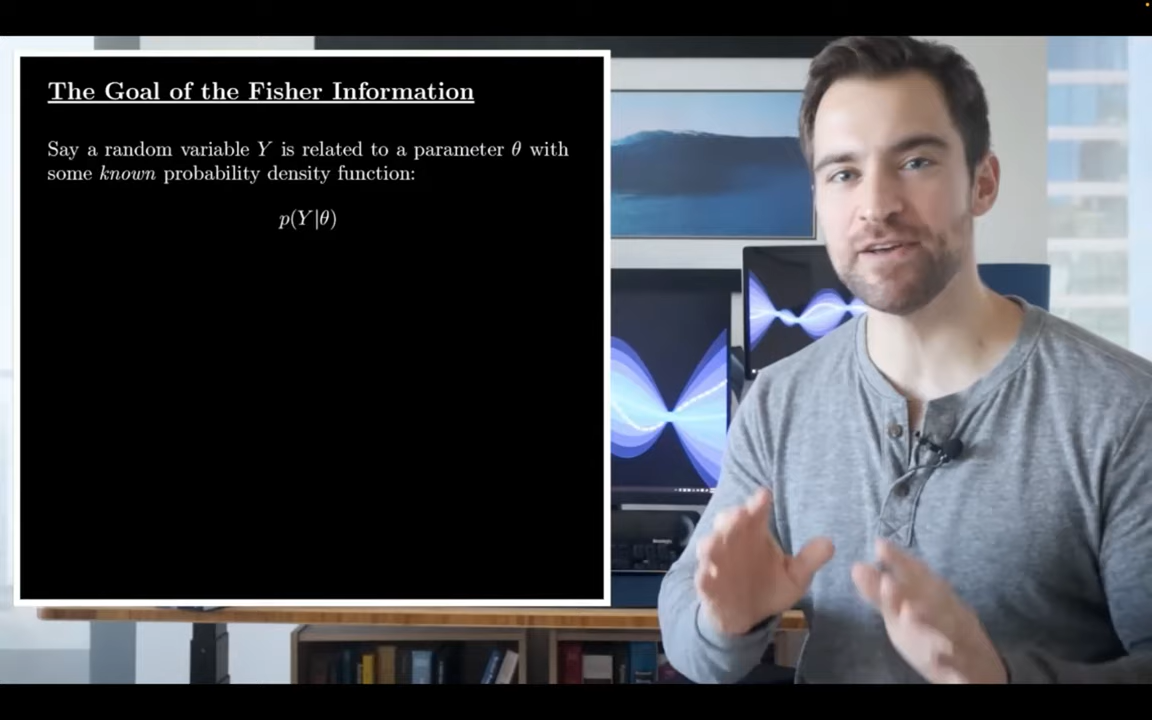 The Goal of the Fisher Information
Say a random variable Y is related to a parameter θ with
some known probability density function:
p(Y|θ)